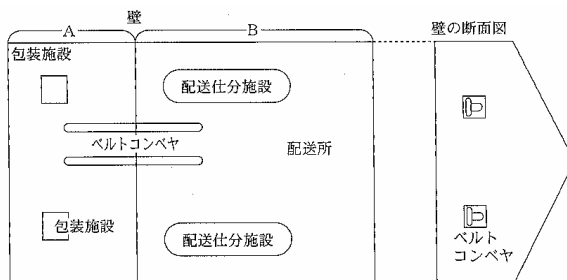 壁
A
B
壁の断面図
包装施設
配送仕分施設
ベルトコンベヤ
配送所
包装施設
配送仕分施設
ベルト
コンベヤ